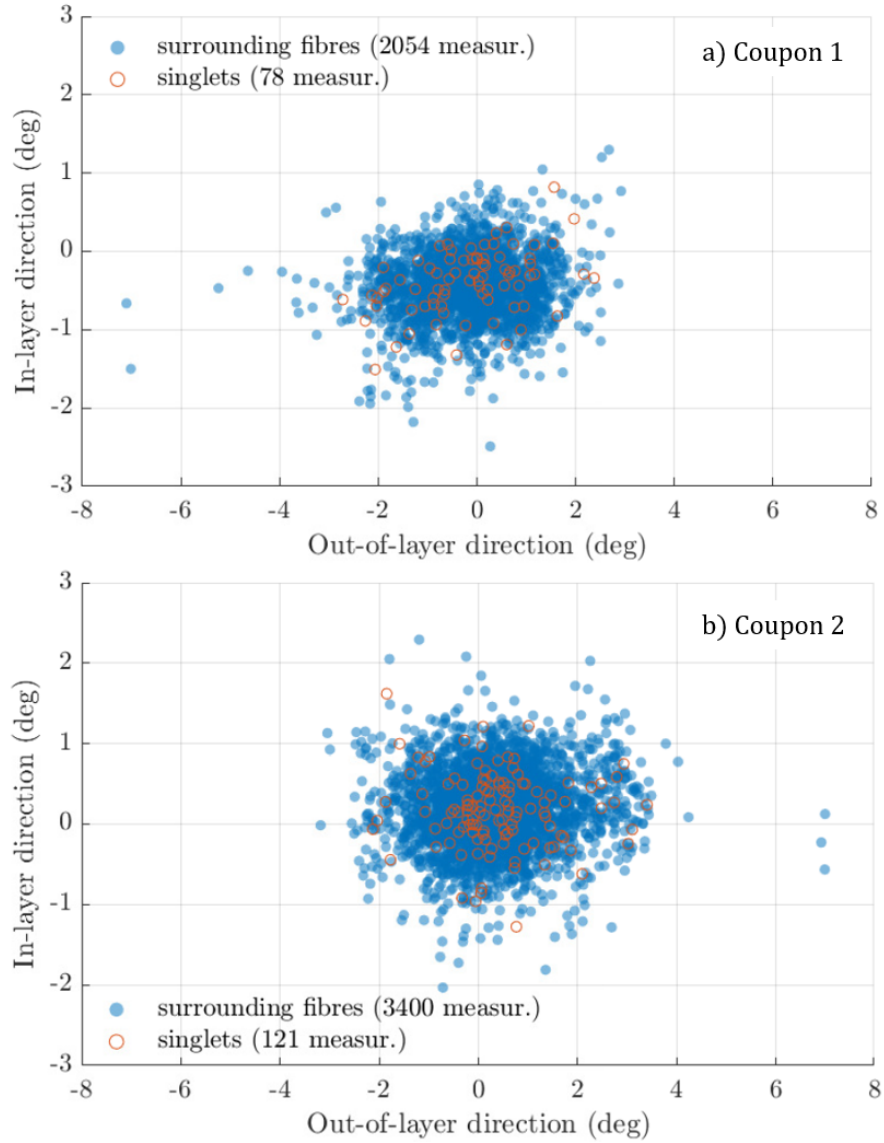 3
surrounding fibres (2054 measur.)
a) Coupon 1
singlets (78 measur.)
2
1
0
-1
-2
-3
In-layer direction (deg)
-8 -6 -4 -2 0 2 4 6 8
Out-of-layer direction (deg)
3
b) Coupon 2
2
1
0
-1
-2
-3
In-layer direction (deg)
surrounding fibres (3400 measur.)
singlets (121 measur.)
-8 -6 -4 -2 0 2 4 6 8
Out-of-layer direction (deg)